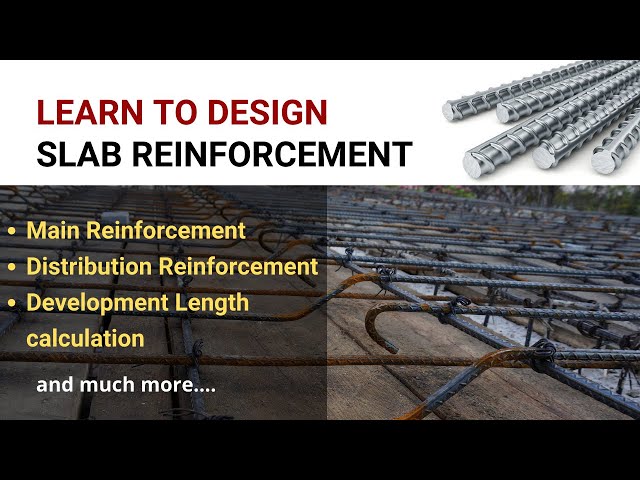 LEARN TO DESIGN
SLAB REINFORCEMENT
• Main Reinforcement
• Distribution Reinforcement
• Development Length
calculation
and much more....